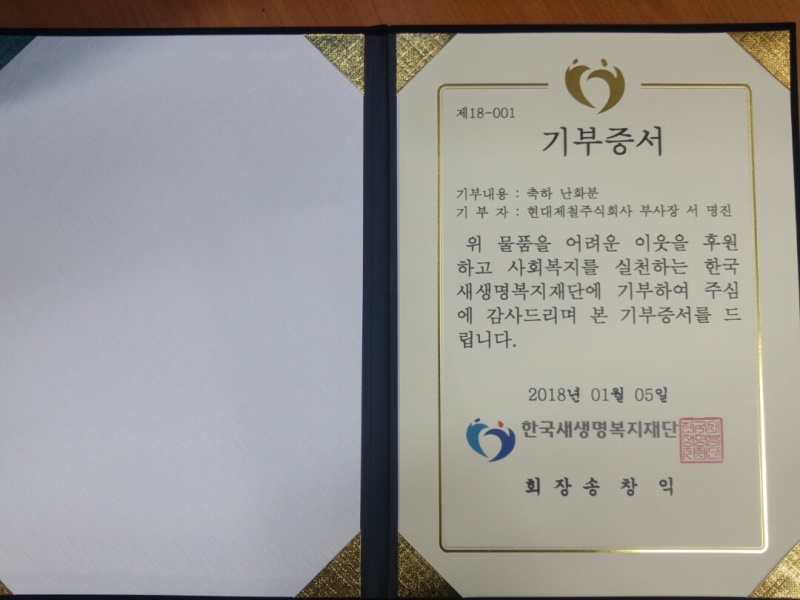 제18-001
기부증서
기부내용 : 축하 난화분
기 부 자 : 현대제철주식회사 부사장 서 명진
위 물품을 어려운 이웃을 후원
하고 사회복지를 실천하는 한국
새생명복지재단에 기부하여 주심
에 감사드리며 본 기부증서를 드
립니다.
2018년 01월 05일
한국새생명복지재단
회 장 송 창 익